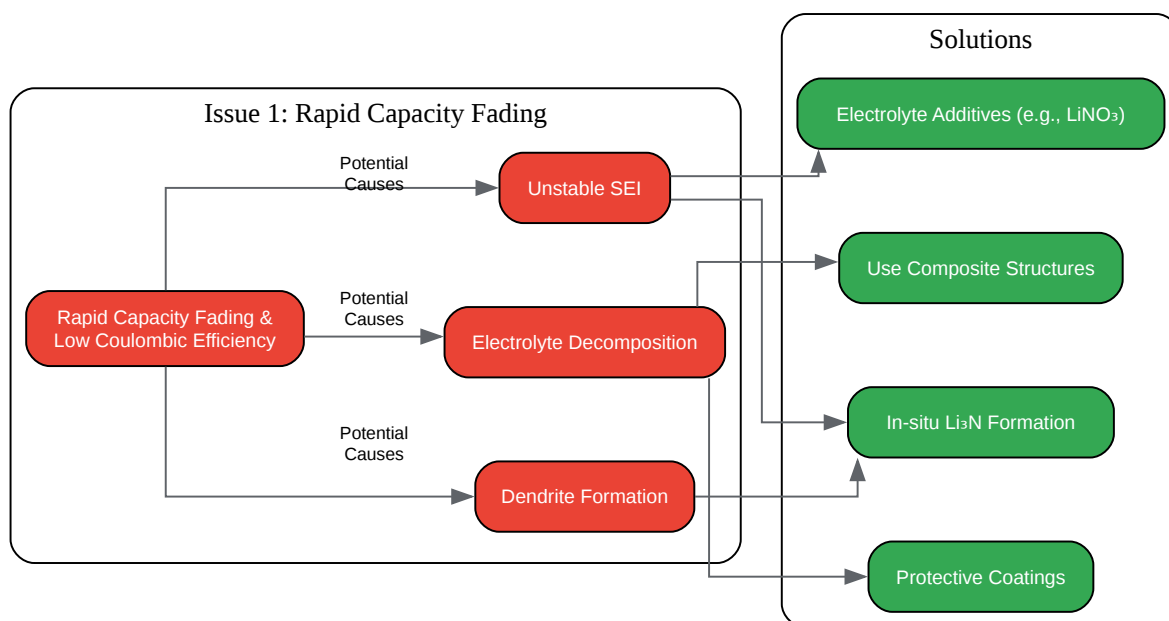 Issue 1: Rapid Capacity Fading
Rapid Capacity Fading &
Low Coulombic Efficiency
Potential
Causes
Unstable SEI
Potential
Causes
Electrolyte Decomposition
Potential
Causes
Dendrite Formation
Solutions
Electrolyte Additives (e.g., LiNO₃)
Use Composite Structures
In-situ Li₃N Formation
Protective Coatings